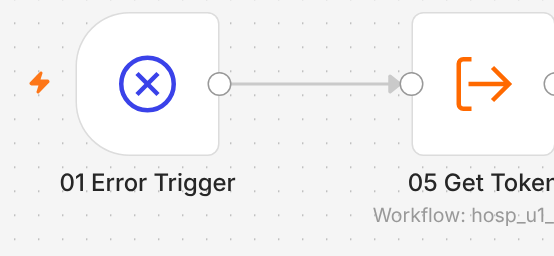 01 Error Trigger
05 Get Token
Workflow: hosp_u1_